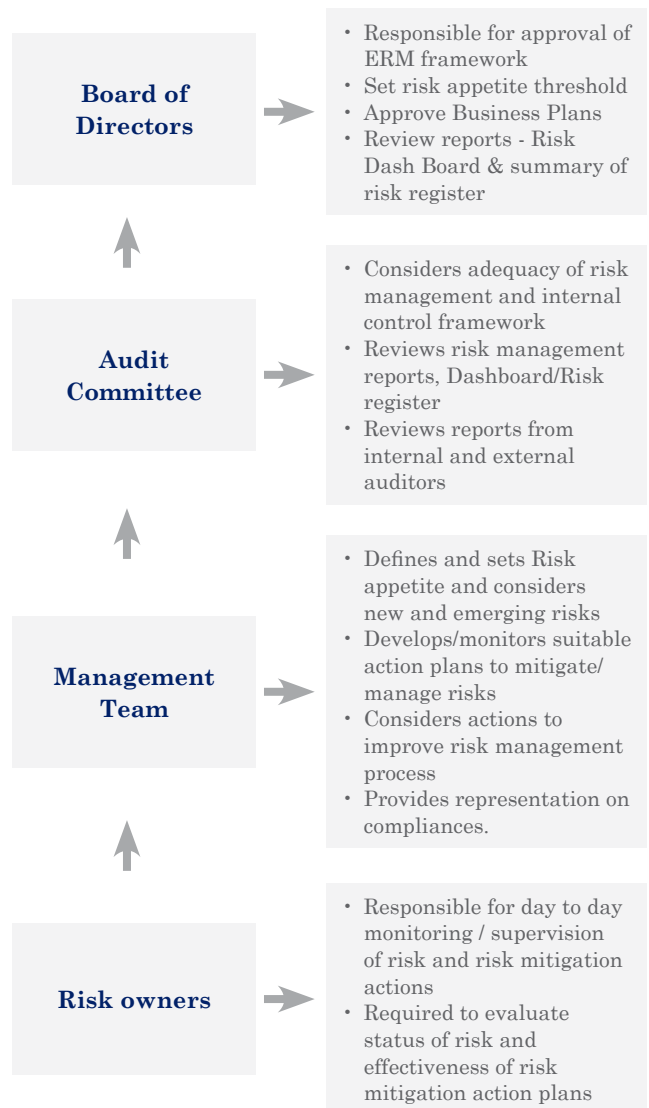 Board of
Directors
• Responsible for approval of
ERM framework
• Set risk appetite threshold
• Approve Business Plans
• Review reports - Risk
Dash Board & summary of
risk register
Audit
Committee
• Considers adequacy of risk
management and internal
control framework
• Reviews risk management
reports, Dashboard/Risk
register
• Reviews reports from
internal and external
auditors
Management
Team
• Defines and sets Risk
appetite and considers
new and emerging risks
• Develops/monitors suitable
action plans to mitigate/
manage risks
• Considers actions to
improve risk management
process
• Provides representation on
compliances.
Risk owners
• Responsible for day to day
monitoring / supervision
of risk and risk mitigation
actions
• Required to evaluate
status of risk and
effectiveness of risk
mitigation action plans